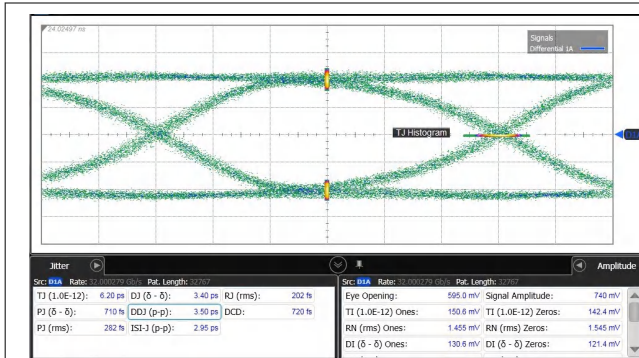 24.02497 ns
Signals
Differential 1A
TJ Histogram
Jitter
Amplitude
Src: D1A Rate: 32.000279 Gb/s Pat. Length: 32767
TJ (1.0E-12): 6.20 ps DJ (δ - δ): 3.40 ps RJ (rms): 202 fs
PJ (δ - δ): 710 fs DDJ (p-p): 3.50 ps DCD: 720 fs
PJ (rms): 282 fs ISI-J (p-p): 2.95 ps
Src: D1A Rate: 32.000279 Gb/s Pat. Length: 32767
Eye Opening: 595.0 mV Signal Amplitude: 740 mV
TI (1.0E-12) Ones: 150.6 mV TI (1.0E-12) Zeros: 142.4 mV
RN (rms) Ones: 1.455 mV RN (rms) Zeros: 1.545 mV
DI (δ - δ) Ones: 130.6 mV DI (δ - δ) Zeros: 121.4 mV